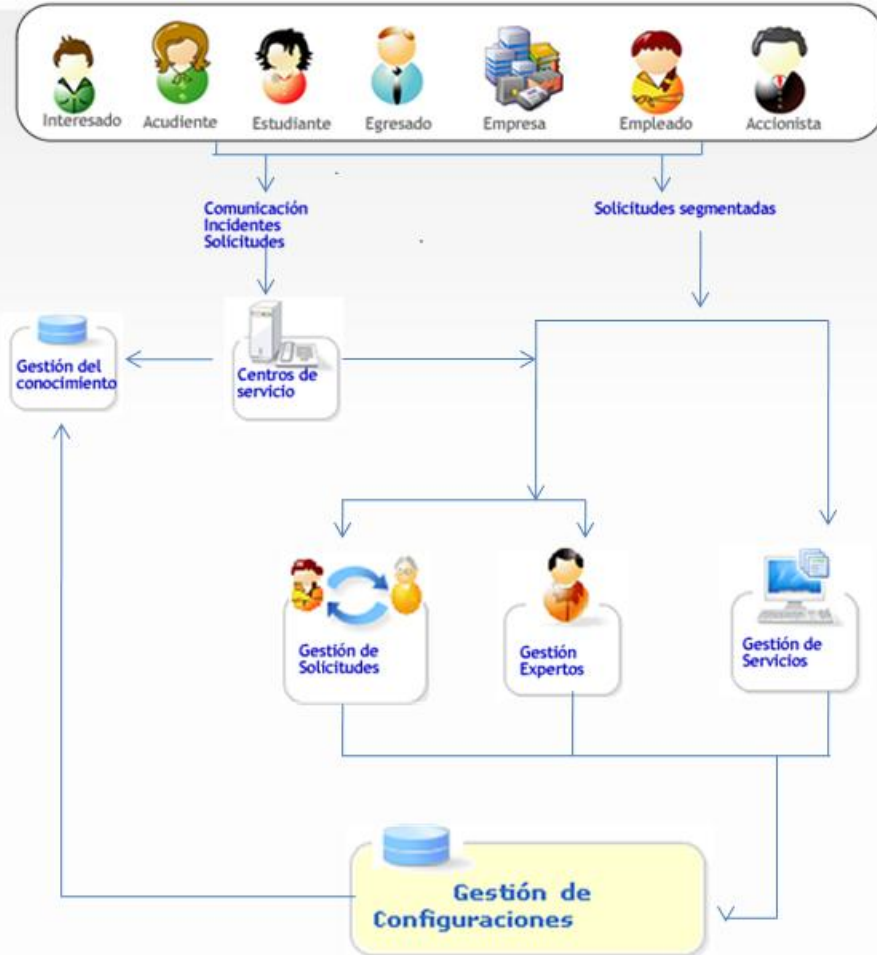 Interesado
Acudiente
Estudiante
Egresado
Empresa
Empleado
Accionista
Comunicación
Incidentes
Solicitudes
Solicitudes segmentadas
Gestión del
conocimiento
Centros de
servicio
Gestión de
Solicitudes
Gestión
Expertos
Gestión de
Servicios
Gestión de
Configuraciones